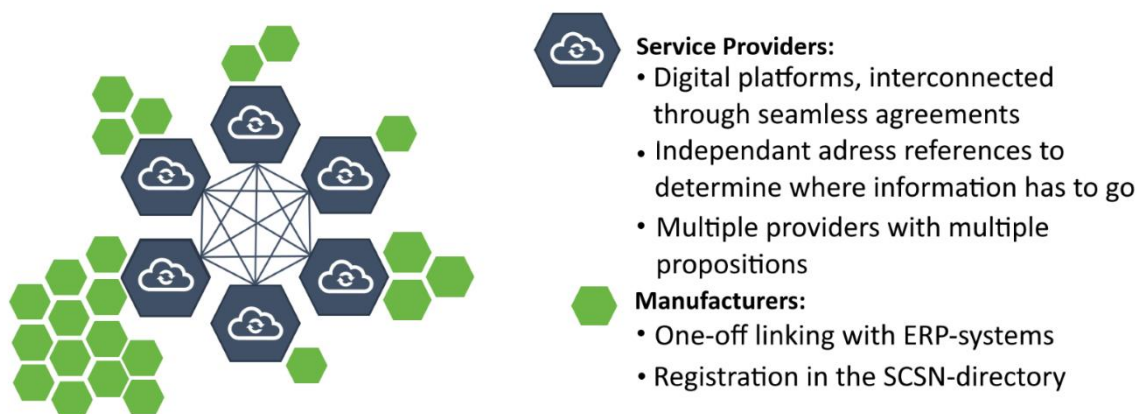 Service Providers:
• Digital platforms, interconnected
through seamless agreements
• Independant adress references to
determine where information has to go
• Multiple providers with multiple
propositions
Manufacturers:
• One-off linking with ERP-systems
• Registration in the SCSN-directory